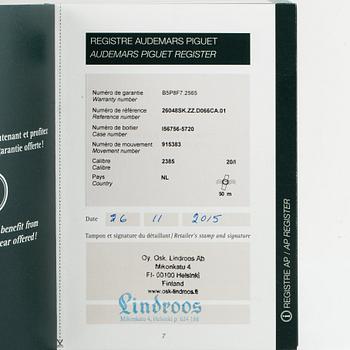 REGISTRE AUDEMARS PIGUET
AUDEMARS PIGUET REGISTER
Numéro de garantie B5P8F7 2565
Warranty number
Numéro de référence 26048SK.ZZ.D066CA.01
Reference number
Numéro de boitier I56756-5720
Case number
Numéro de mouvement 915383
Movement number
Calibre 2385 20/I
Calibre
Pays NL
Country 50 m
Date 26 11 2015
Tampon et signature du détaillant / Retailer's stamp and signature
Oy. Osk. Lindroos Ab
Mikonkatu 4
FI- 00100 Helsinki
Finland
www.osk-lindroos.fi
Lindroos
Mikonkatu 4, Helsinki p.
7
tenant et profitez
garantie offerte !
benefit from
ear offered !
REGISTRE AP / AP REGISTER